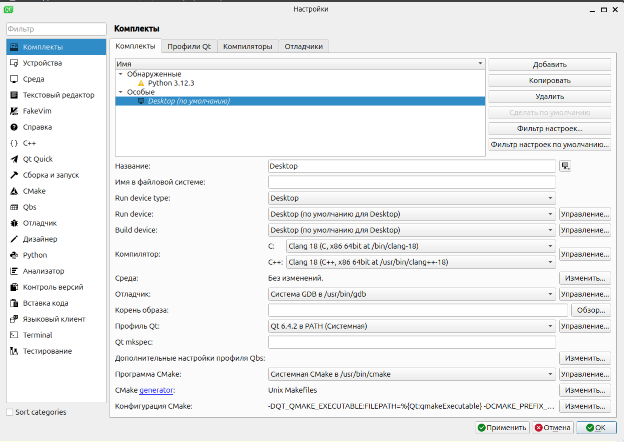 Настройки
Фильтр
Комплекты
Комплекты
Устройства
Среда
Текстовый редактор
FakeVim
Справка
C++
Qt Quick
Сборка и запуск
CMake
Qbs
Отладчик
Дизайнер
Python
Анализатор
Контроль версий
Вставка кода
Языковый клиент
Terminal
Тестирование
Sort categories
Комплекты Профили Qt Компиляторы Отладчики
Имя
Обнаруженные
Python 3.12.3
Особые
Desktop (по умолчанию)
Добавить
Копировать
Удалить
Сделать по умолчанию
Фильтр настроек...
Фильтр настроек по умолчанию...
Название: Desktop
Имя в файловой системе:
Run device type: Desktop
Run device: Desktop (по умолчанию для Desktop) Управление...
Build device: Desktop (по умолчанию для Desktop) Управление...
Компилятор: C: Clang 18 (C, x86 64bit at /bin/clang-18) Управление...
C++: Clang 18 (C++, x86 64bit at /usr/bin/clang++-18)
Среда: Без изменений. Изменить...
Отладчик: Система GDB в /usr/bin/gdb Управление...
Корень образа: Обзор...
Профиль Qt: Qt 6.4.2 в PATH (Системная) Управление...
Qt mkspec:
Дополнительные настройки профиля Qbs: Изменить...
Программа CMake: Системная CMake в /usr/bin/cmake Управление...
CMake generator: Unix Makefiles Изменить...
Конфигурация CMake: -DQT_QMAKE_EXECUTABLE:FILEPATH=%{Qt:qmakeExecutable} -DCMAKE_PREFIX_... Изменить...
Применить Отмена OK